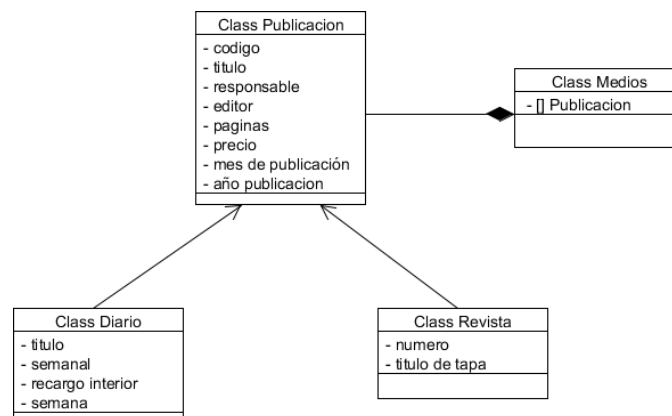 Class Publicacion
- codigo
- titulo
- responsable
- editor
- paginas
- precio
- mes de publicación
- año publicacion
Class Medios
- [] Publicacion
Class Diario
- titulo
- semanal
- recargo interior
- semana
Class Revista
- numero
- titulo de tapa